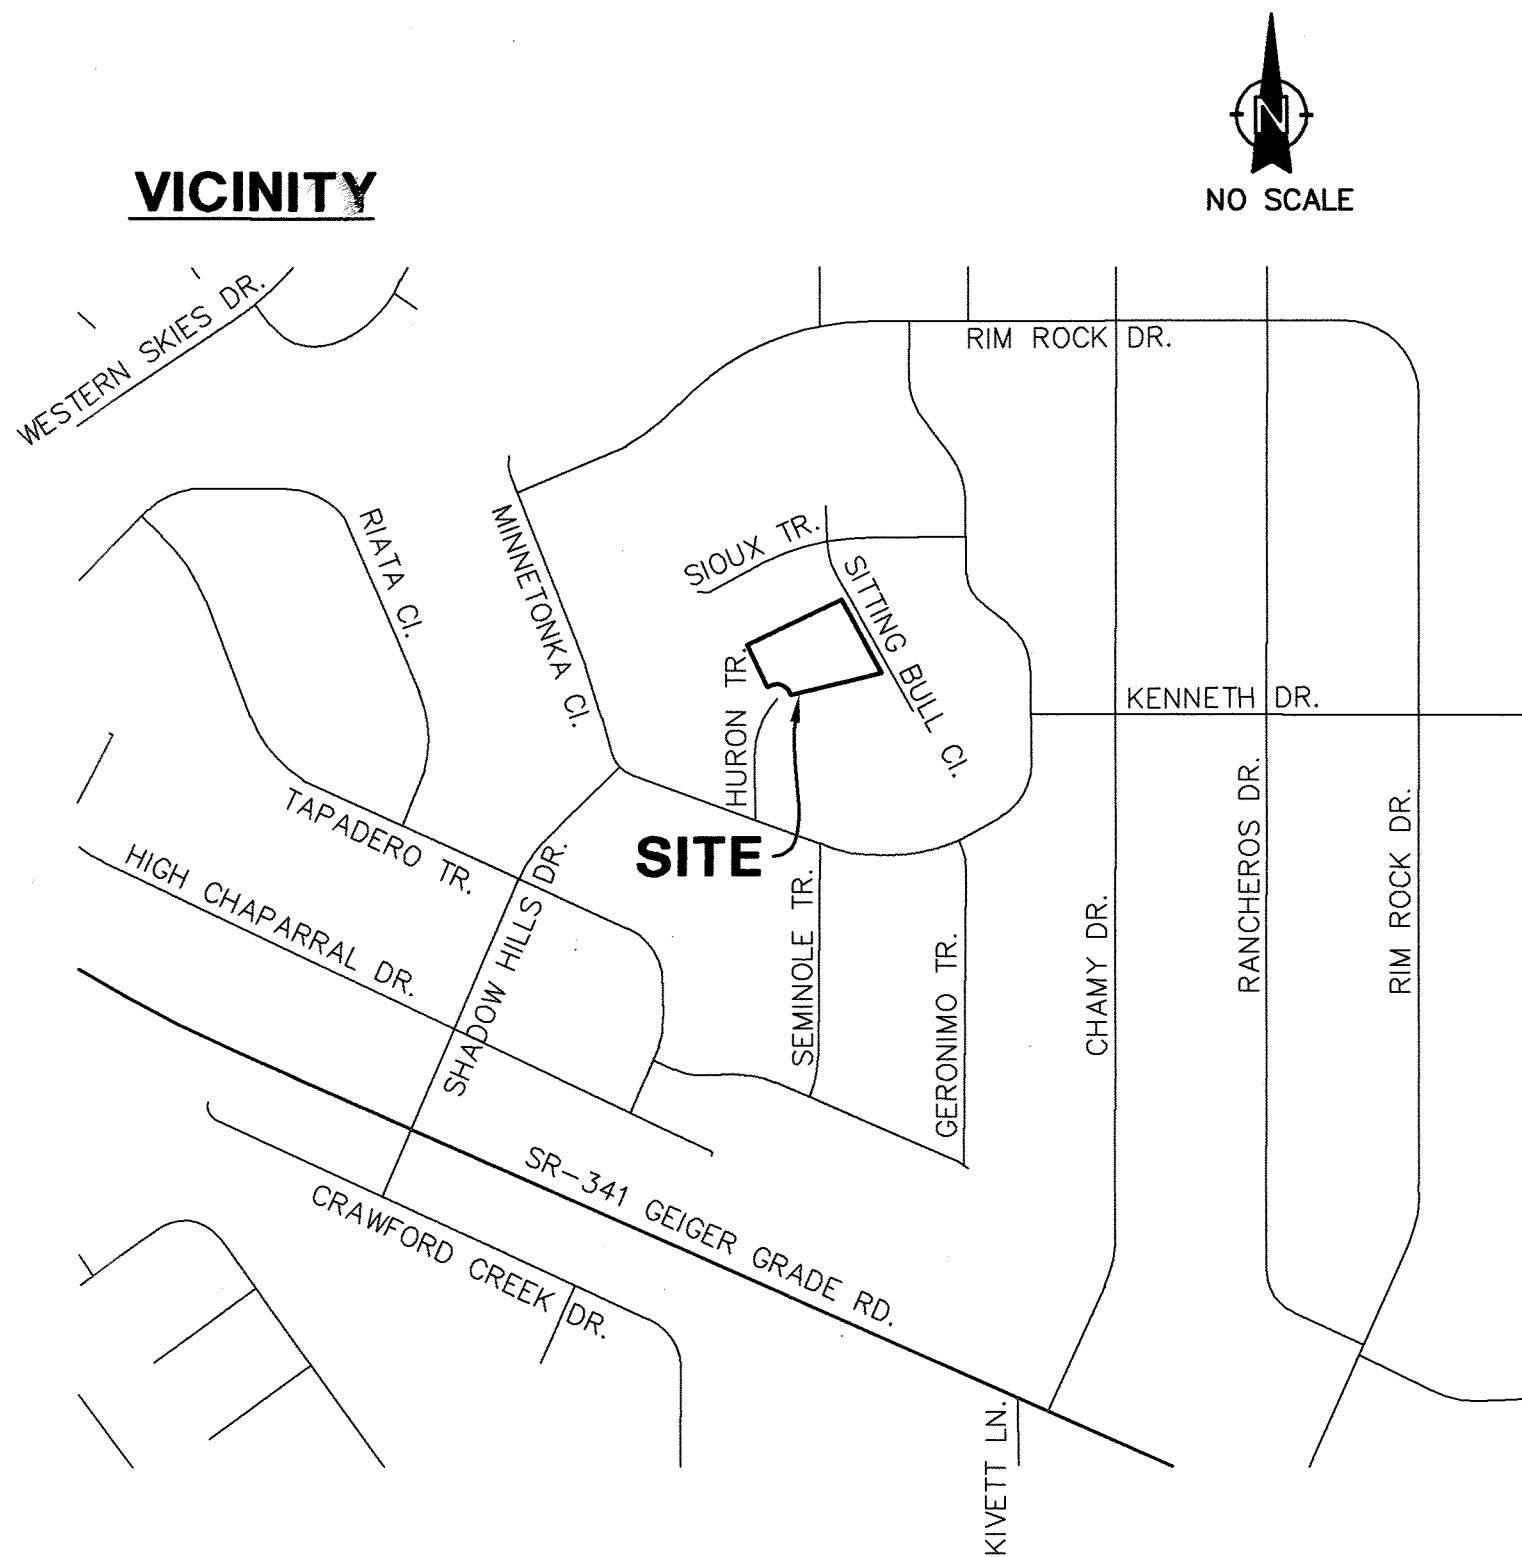 N
NO SCALE
VICINITY
WESTERN SKIES DR.
RIM ROCK DR.
RIATA CI.
MINNETONKA CI.
SIOUX TR.
SITTING BULL CI.
HURON TR.
KENNETH DR.
TAPADERO TR.
HIGH CHAPARRAL DR.
SHADOW HILLS DR.
SITE
SEMINOLE TR.
GERONIMO TR.
CHAMY DR.
RANCHEROS DR.
RIM ROCK DR.
SR-341 GEIGER GRADE RD.
CRAWFORD CREEK DR.
KIVETT LN.